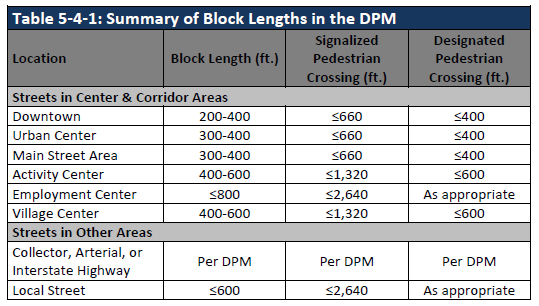 Table 5-4-1: Summary of Block Lengths in the DPM
Location Block Length (ft.) Signalized Pedestrian Crossing (ft.) Designated Pedestrian Crossing (ft.)
Streets in Center & Corridor Areas
Downtown 200-400 ≤660 ≤400
Urban Center 300-400 ≤660 ≤400
Main Street Area 300-400 ≤660 ≤400
Activity Center 400-600 ≤1,320 ≤600
Employment Center ≤800 ≤2,640 As appropriate
Village Center 400-600 ≤1,320 ≤600
Streets in Other Areas
Collector, Arterial, or
Interstate Highway Per DPM Per DPM Per DPM
Local Street ≤600 ≤2,640 As appropriate